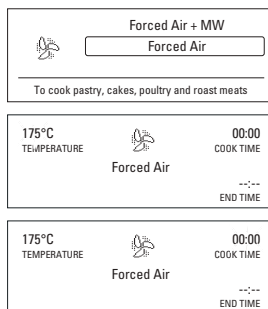 Forced Air + MW
Forced Air
To cook pastry, cakes, poultry and roast meats
175°C 00:00
TEMPERATURE COOK TIME
Forced Air
--:--
END TIME
175°C 00:00
TEMPERATURE COOK TIME
Forced Air
--:--
END TIME